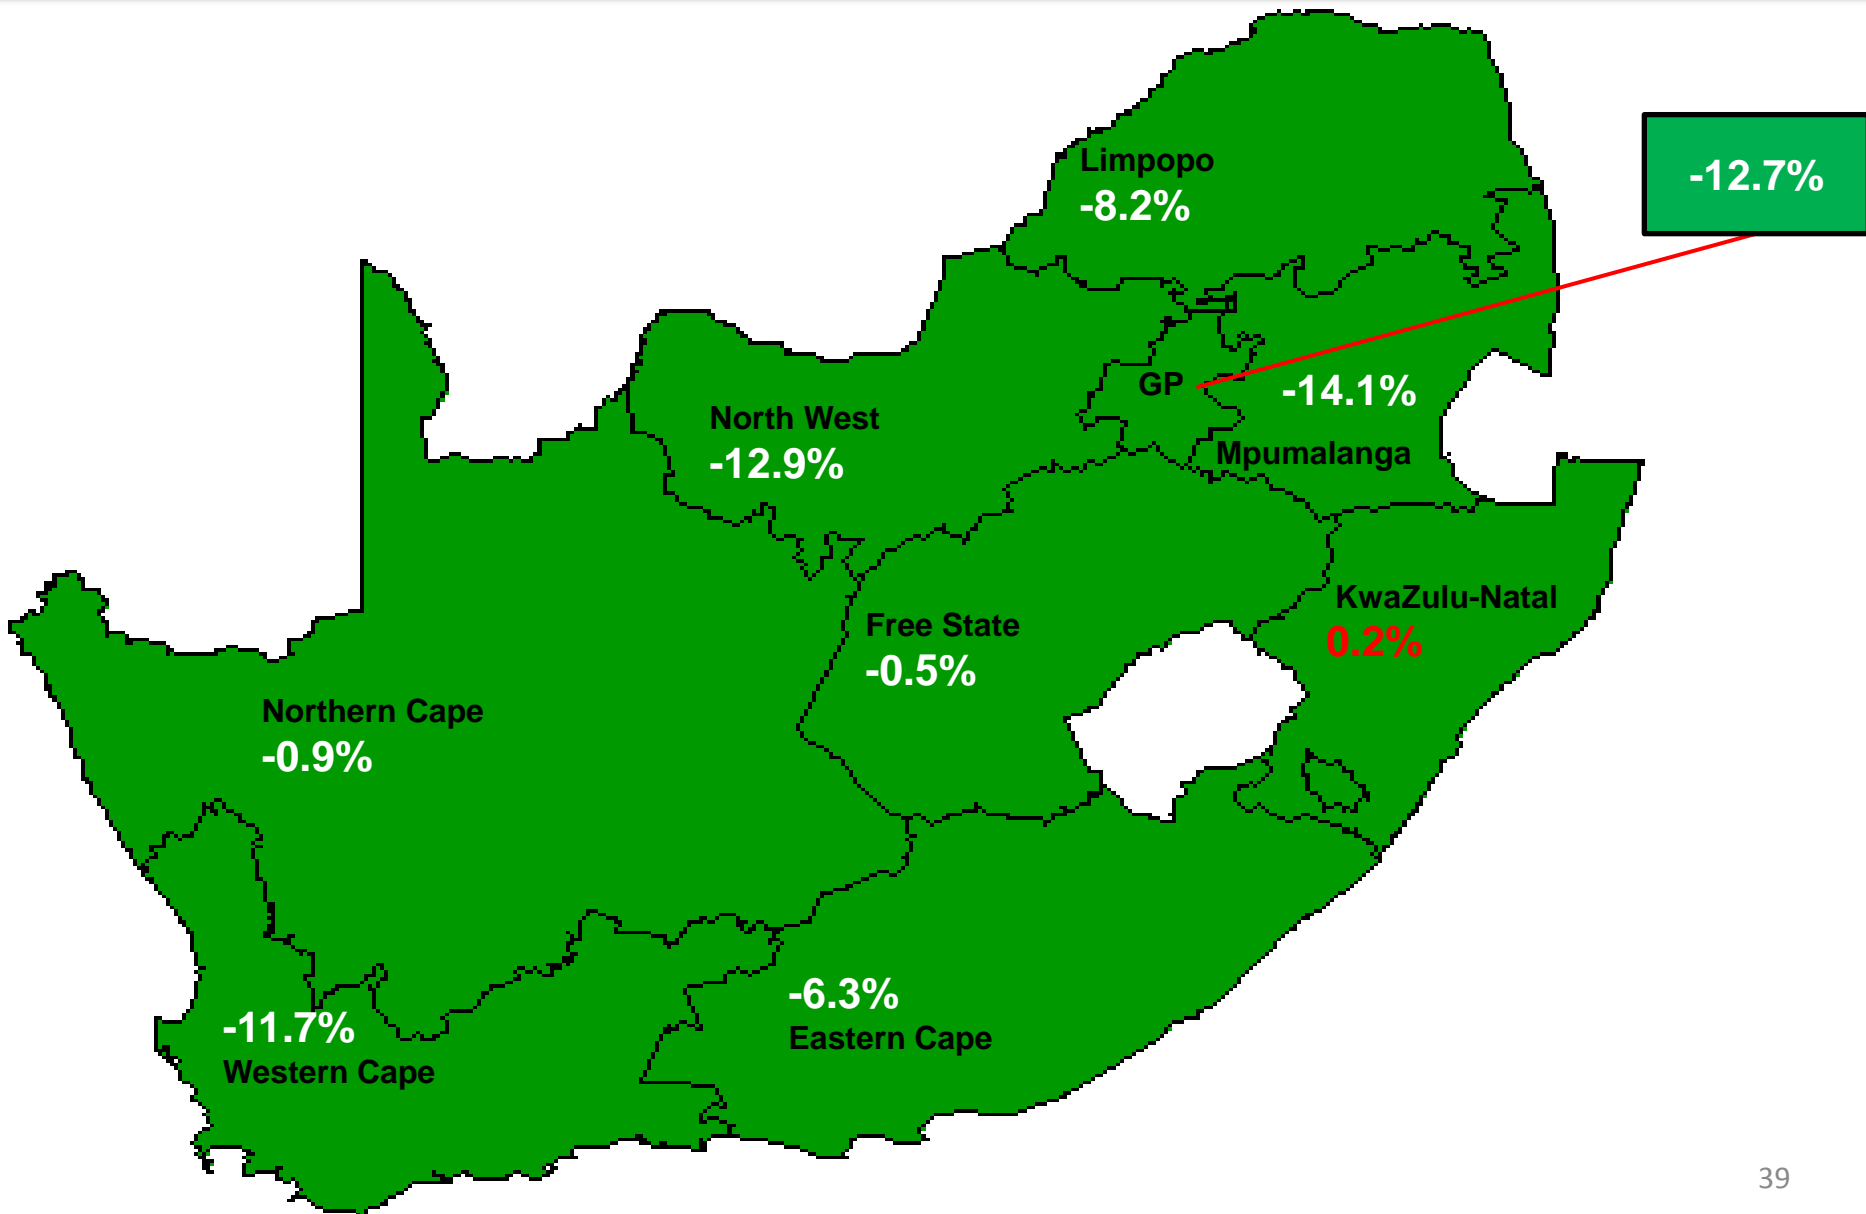 Limpopo
-8.2%
-12.7%
GP
-14.1%
Mpumalanga
North West
-12.9%
KwaZulu-Natal
0.2%
Free State
-0.5%
Northern Cape
-0.9%
-6.3%
Eastern Cape
-11.7%
Western Cape
39